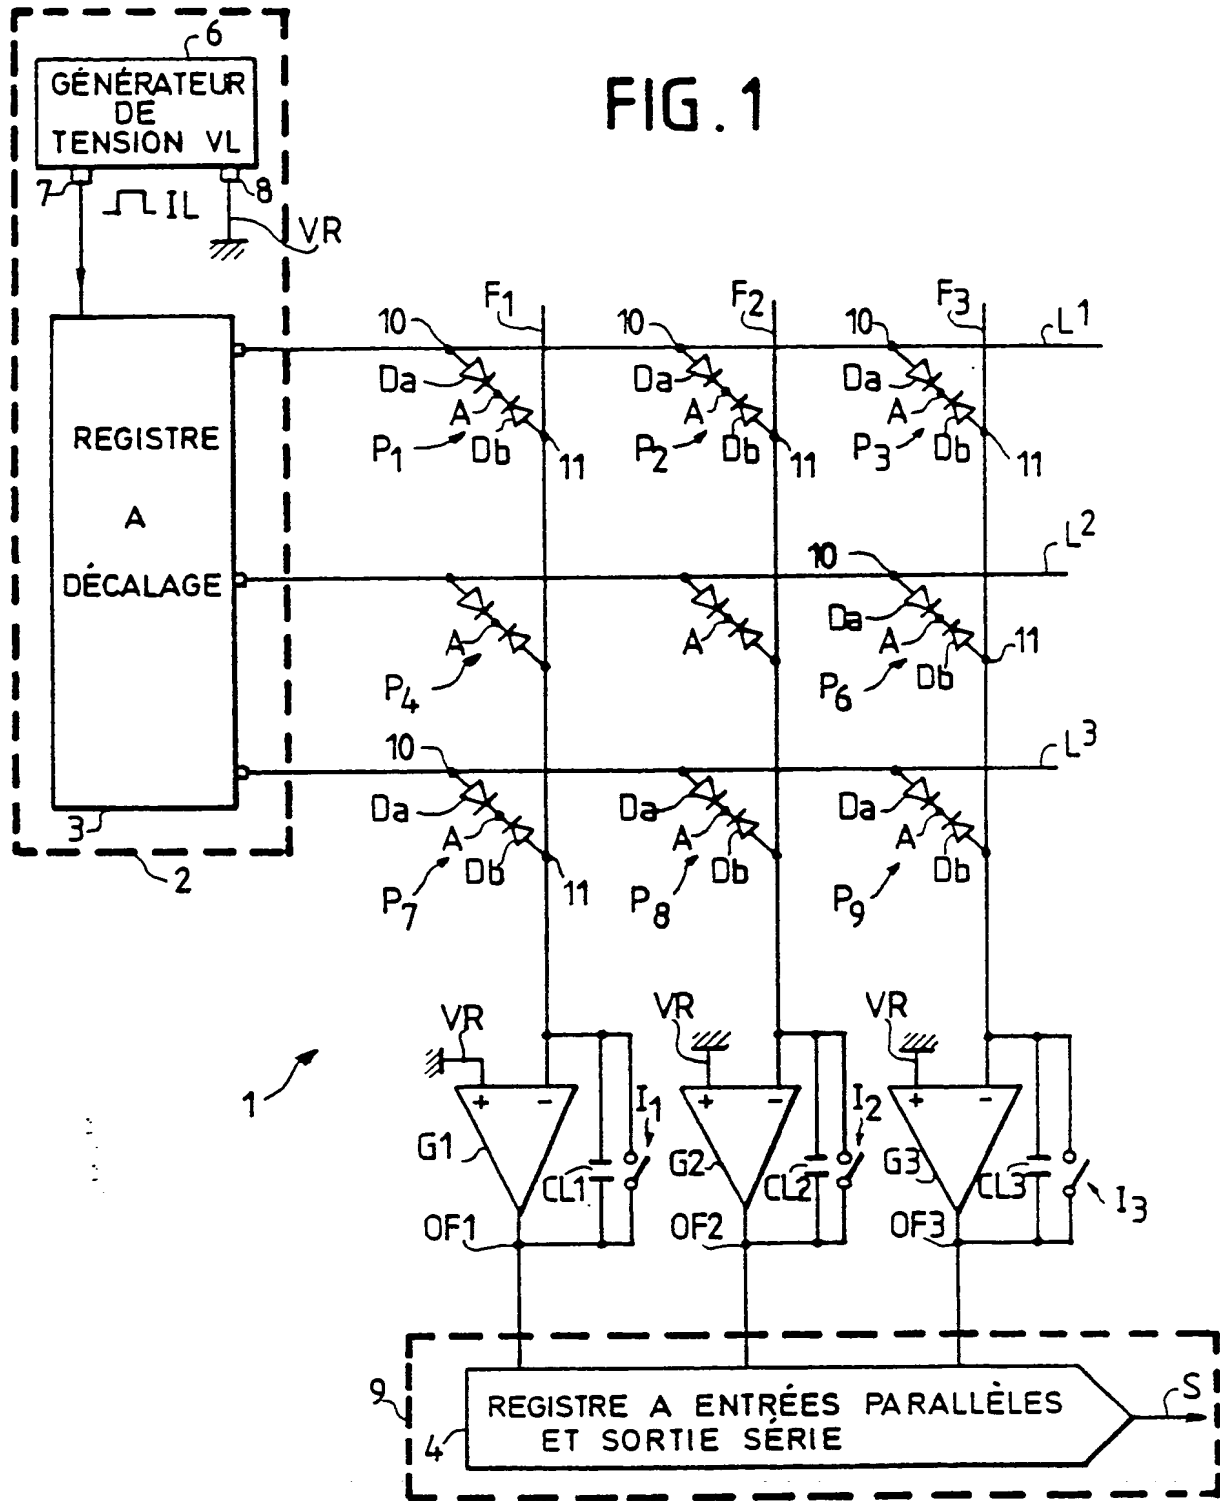 FIG. 1
6
GÉNÉRATEUR
DE
TENSION VL
7
IL
8
VR
REGISTRE
A
DÉCALAGE
3
2
F1
F2
F3
10
10
10
L1
Da
Da
Da
A
A
A
P1
Db
11
P2
Db
11
P3
Db
11
10
L2
Da
A
A
A
11
P4
P6
Db
10
L3
Da
Da
Da
A
A
A
P7
Db
11
P8
Db
P9
Db
1
VR
VR
VR
+ -
+ -
+ -
I1
I2
I3
G1
G2
G3
CL1
CL2
CL3
OF1
OF2
OF3
9
4
REGISTRE A ENTRÉES PARALLÈLES
ET SORTIE SÉRIE
S